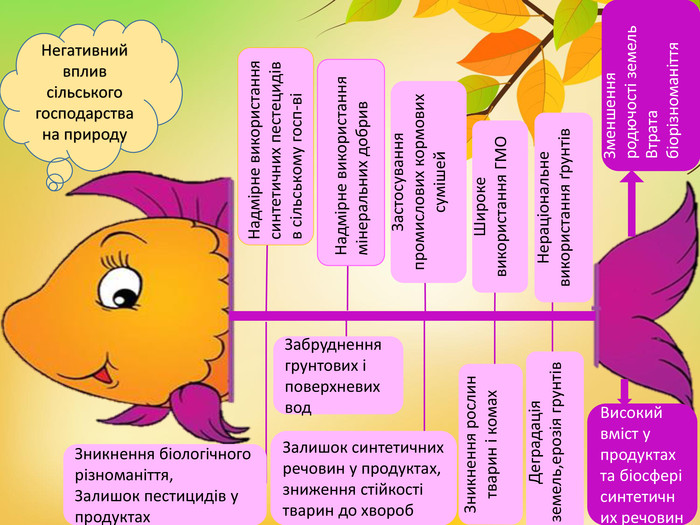 Негативний
вплив
сільського
господарства
на природу
Надмірне використання
синтетичних пестецидів
в сільському госп-ві
Надмірне використання
мінеральних добрив
Застосування
промислових кормових
сумішей
Широке
використання ГМО
Нераціональне
використання ґрунтів
Зменшення
родючості земель
Втрата
біорізноманіття
Зникнення біологічного
різноманіття,
Залишок пестицидів у
продуктах
Забруднення
грунтових і
поверхневих
вод
Залишок синтетичних
речовин у продуктах,
зниження стійкості
тварин до хвороб
Зникнення рослин
тварин і комах
Деградація
земель,ерозія грунтів
Високий
вміст у
продуктах
та біосфері
синтетичн
их речовин